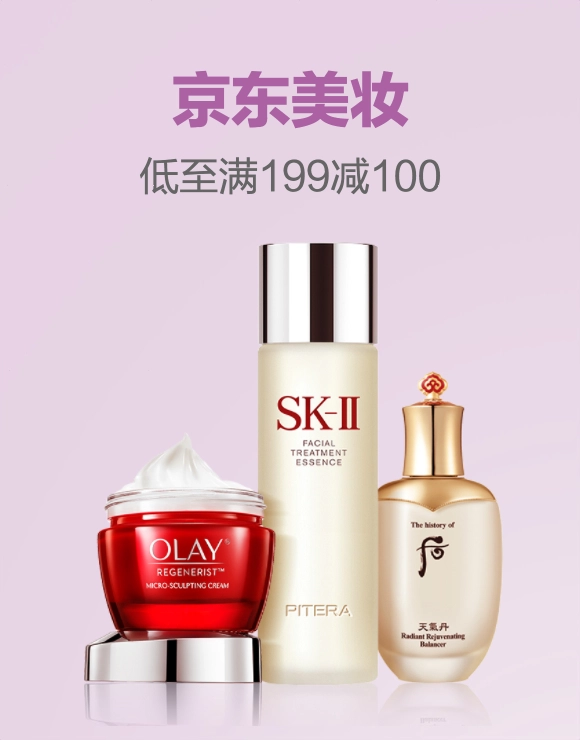 京东美妆
低至满199减100
SK-II
FACIAL
TREATMENT
ESSENCE
PITERA
OLAY
REGENERIST™
MICRO-SCULPTING CREAM
The history of
后
天氣丹
Radiant Rejuvenating
Balancer